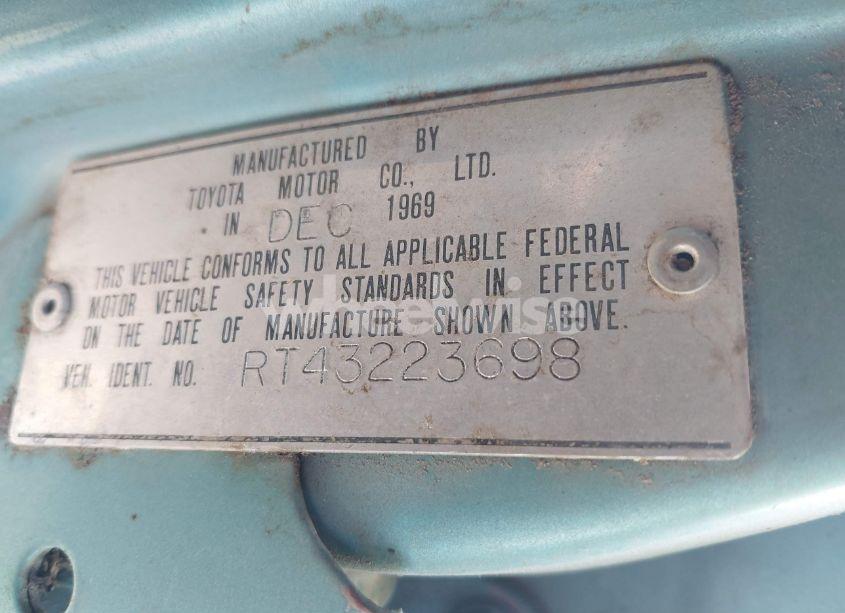 MANUFACTURED BY
TOYOTA MOTOR CO., LTD.
IN DEC 1969
THIS VEHICLE CONFORMS TO ALL APPLICABLE FEDERAL
MOTOR VEHICLE SAFETY STANDARDS IN EFFECT
ON THE DATE OF MANUFACTURE SHOWN ABOVE.
VEH. IDENT. NO. RT43223698